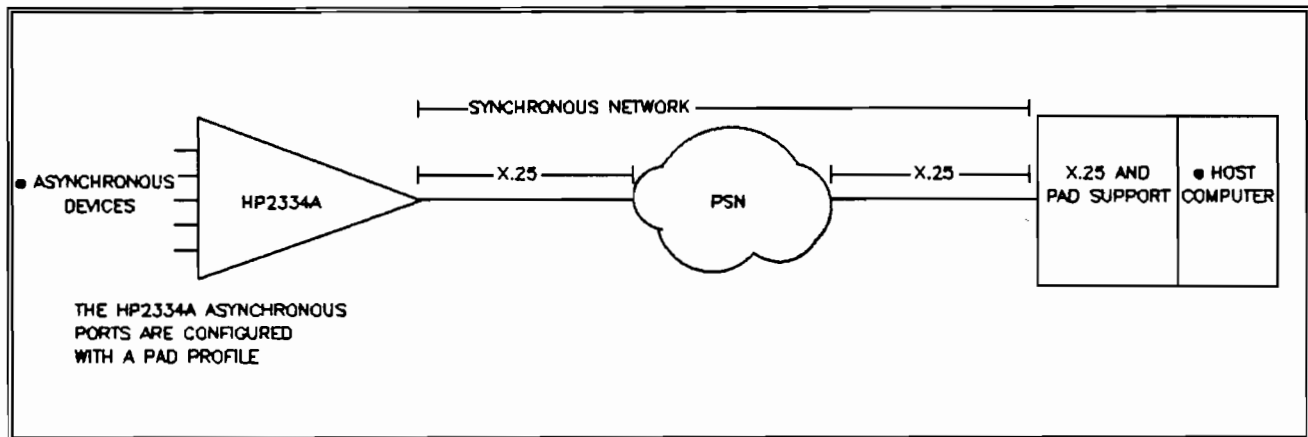 SYNCHRONOUS NETWORK
X.25
X.25
● ASYNCHRONOUS
DEVICES
HP2334A
PSN
X.25 AND
PAD SUPPORT
● HOST
COMPUTER
THE HP2334A ASYNCHRONOUS
PORTS ARE CONFIGURED
WITH A PAD PROFILE